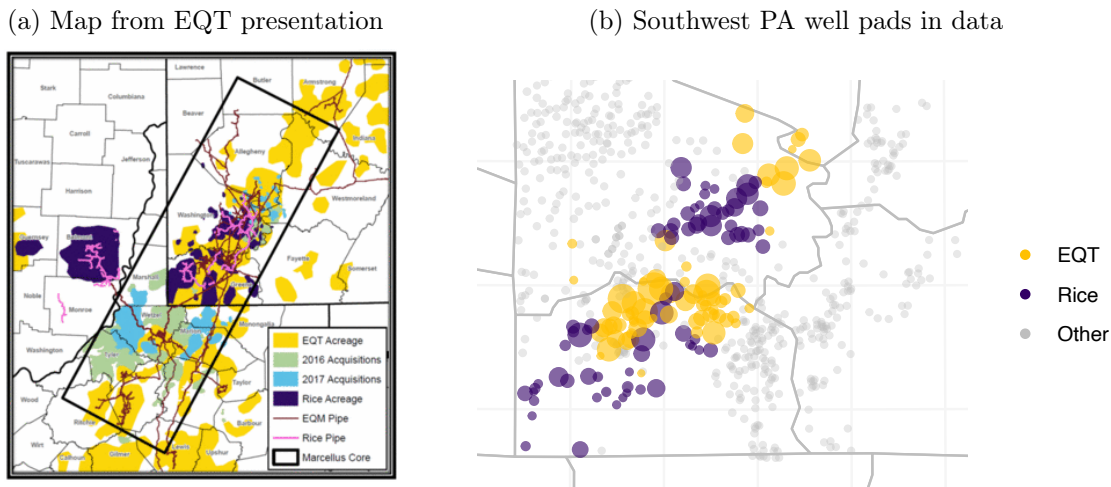 (a) Map from EQT presentation
(b) Southwest PA well pads in data
Lawrence
Butler
Armstrong
Stark
Columbiana
Beaver
Carroll
Indiana
Allegheny
Tuscarawas
Jefferson
Harrison
Westmoreland
Washington
Guernsey
Fayette
Somerset
Marshall
Greene
Noble
Monroe
Wetzel
Monongalia
Marion
Washington
Tyler
Taylor
Wood
Ritchie
Barbour
Wirt
Lewis
Upshur
Calhoun
Gilmer
EQT Acreage
2016 Acquisitions
2017 Acquisitions
Rice Acreage
EQM Pipe
Rice Pipe
Marcellus Core
EQT
Rice
Other